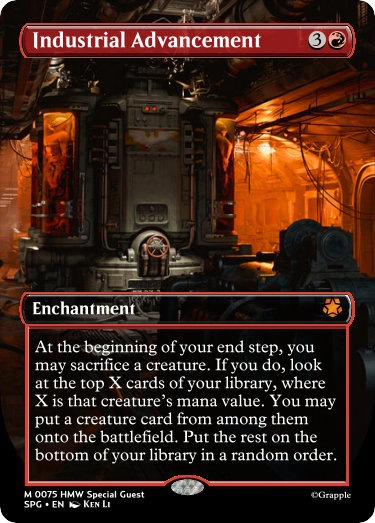 Industrial Advancement 3
Enchantment
At the beginning of your end step, you
may sacrifice a creature. If you do, look
at the top X cards of your library, where
X is that creature's mana value. You may
put a creature card from among them
onto the battlefield. Put the rest on the
bottom of your library in a random order.
M 0075 HMW Special Guest
SPG • EN Ken Li
©Grapple